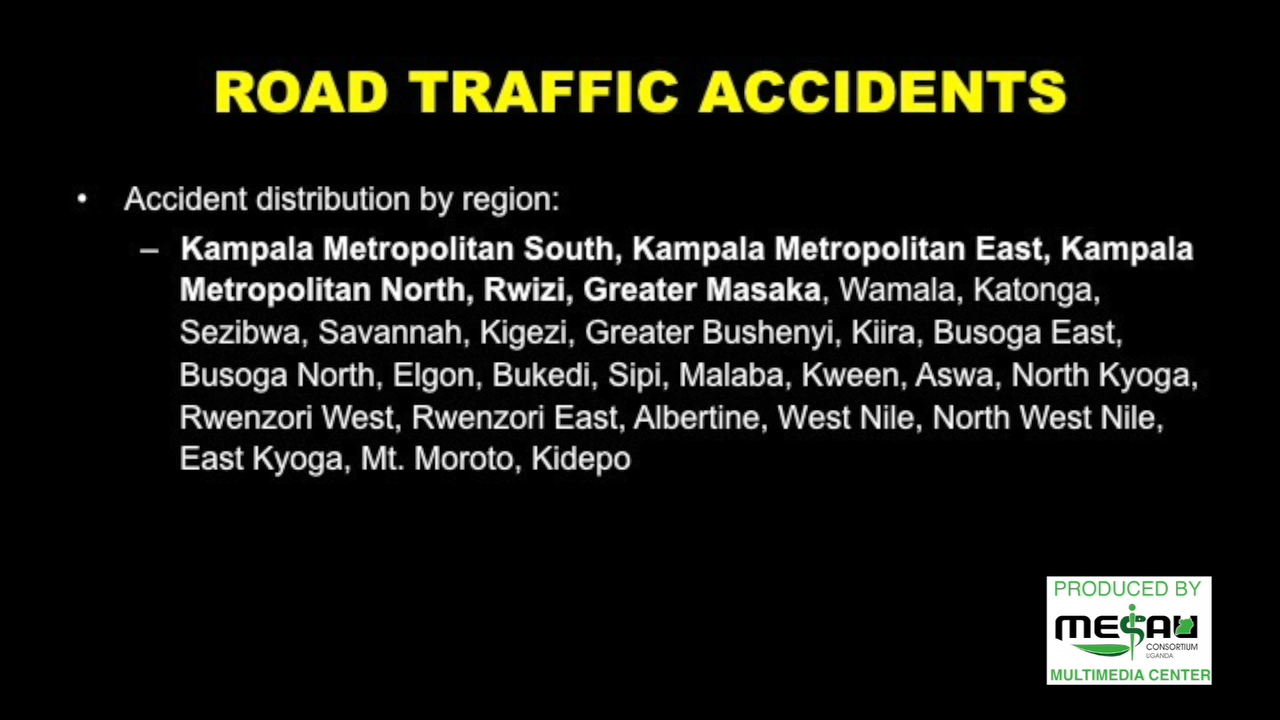 ROAD TRAFFIC ACCIDENTS
• Accident distribution by region:
– Kampala Metropolitan South, Kampala Metropolitan East, Kampala
Metropolitan North, Rwizi, Greater Masaka, Wamala, Katonga,
Sezibwa, Savannah, Kigezi, Greater Bushenyi, Kiira, Busoga East,
Busoga North, Elgon, Bukedi, Sipi, Malaba, Kween, Aswa, North Kyoga,
Rwenzori West, Rwenzori East, Albertine, West Nile, North West Nile,
East Kyoga, Mt. Moroto, Kidepo
PRODUCED BY
MESAU
CONSORTIUM
UGANDA
MULTIMEDIA CENTER